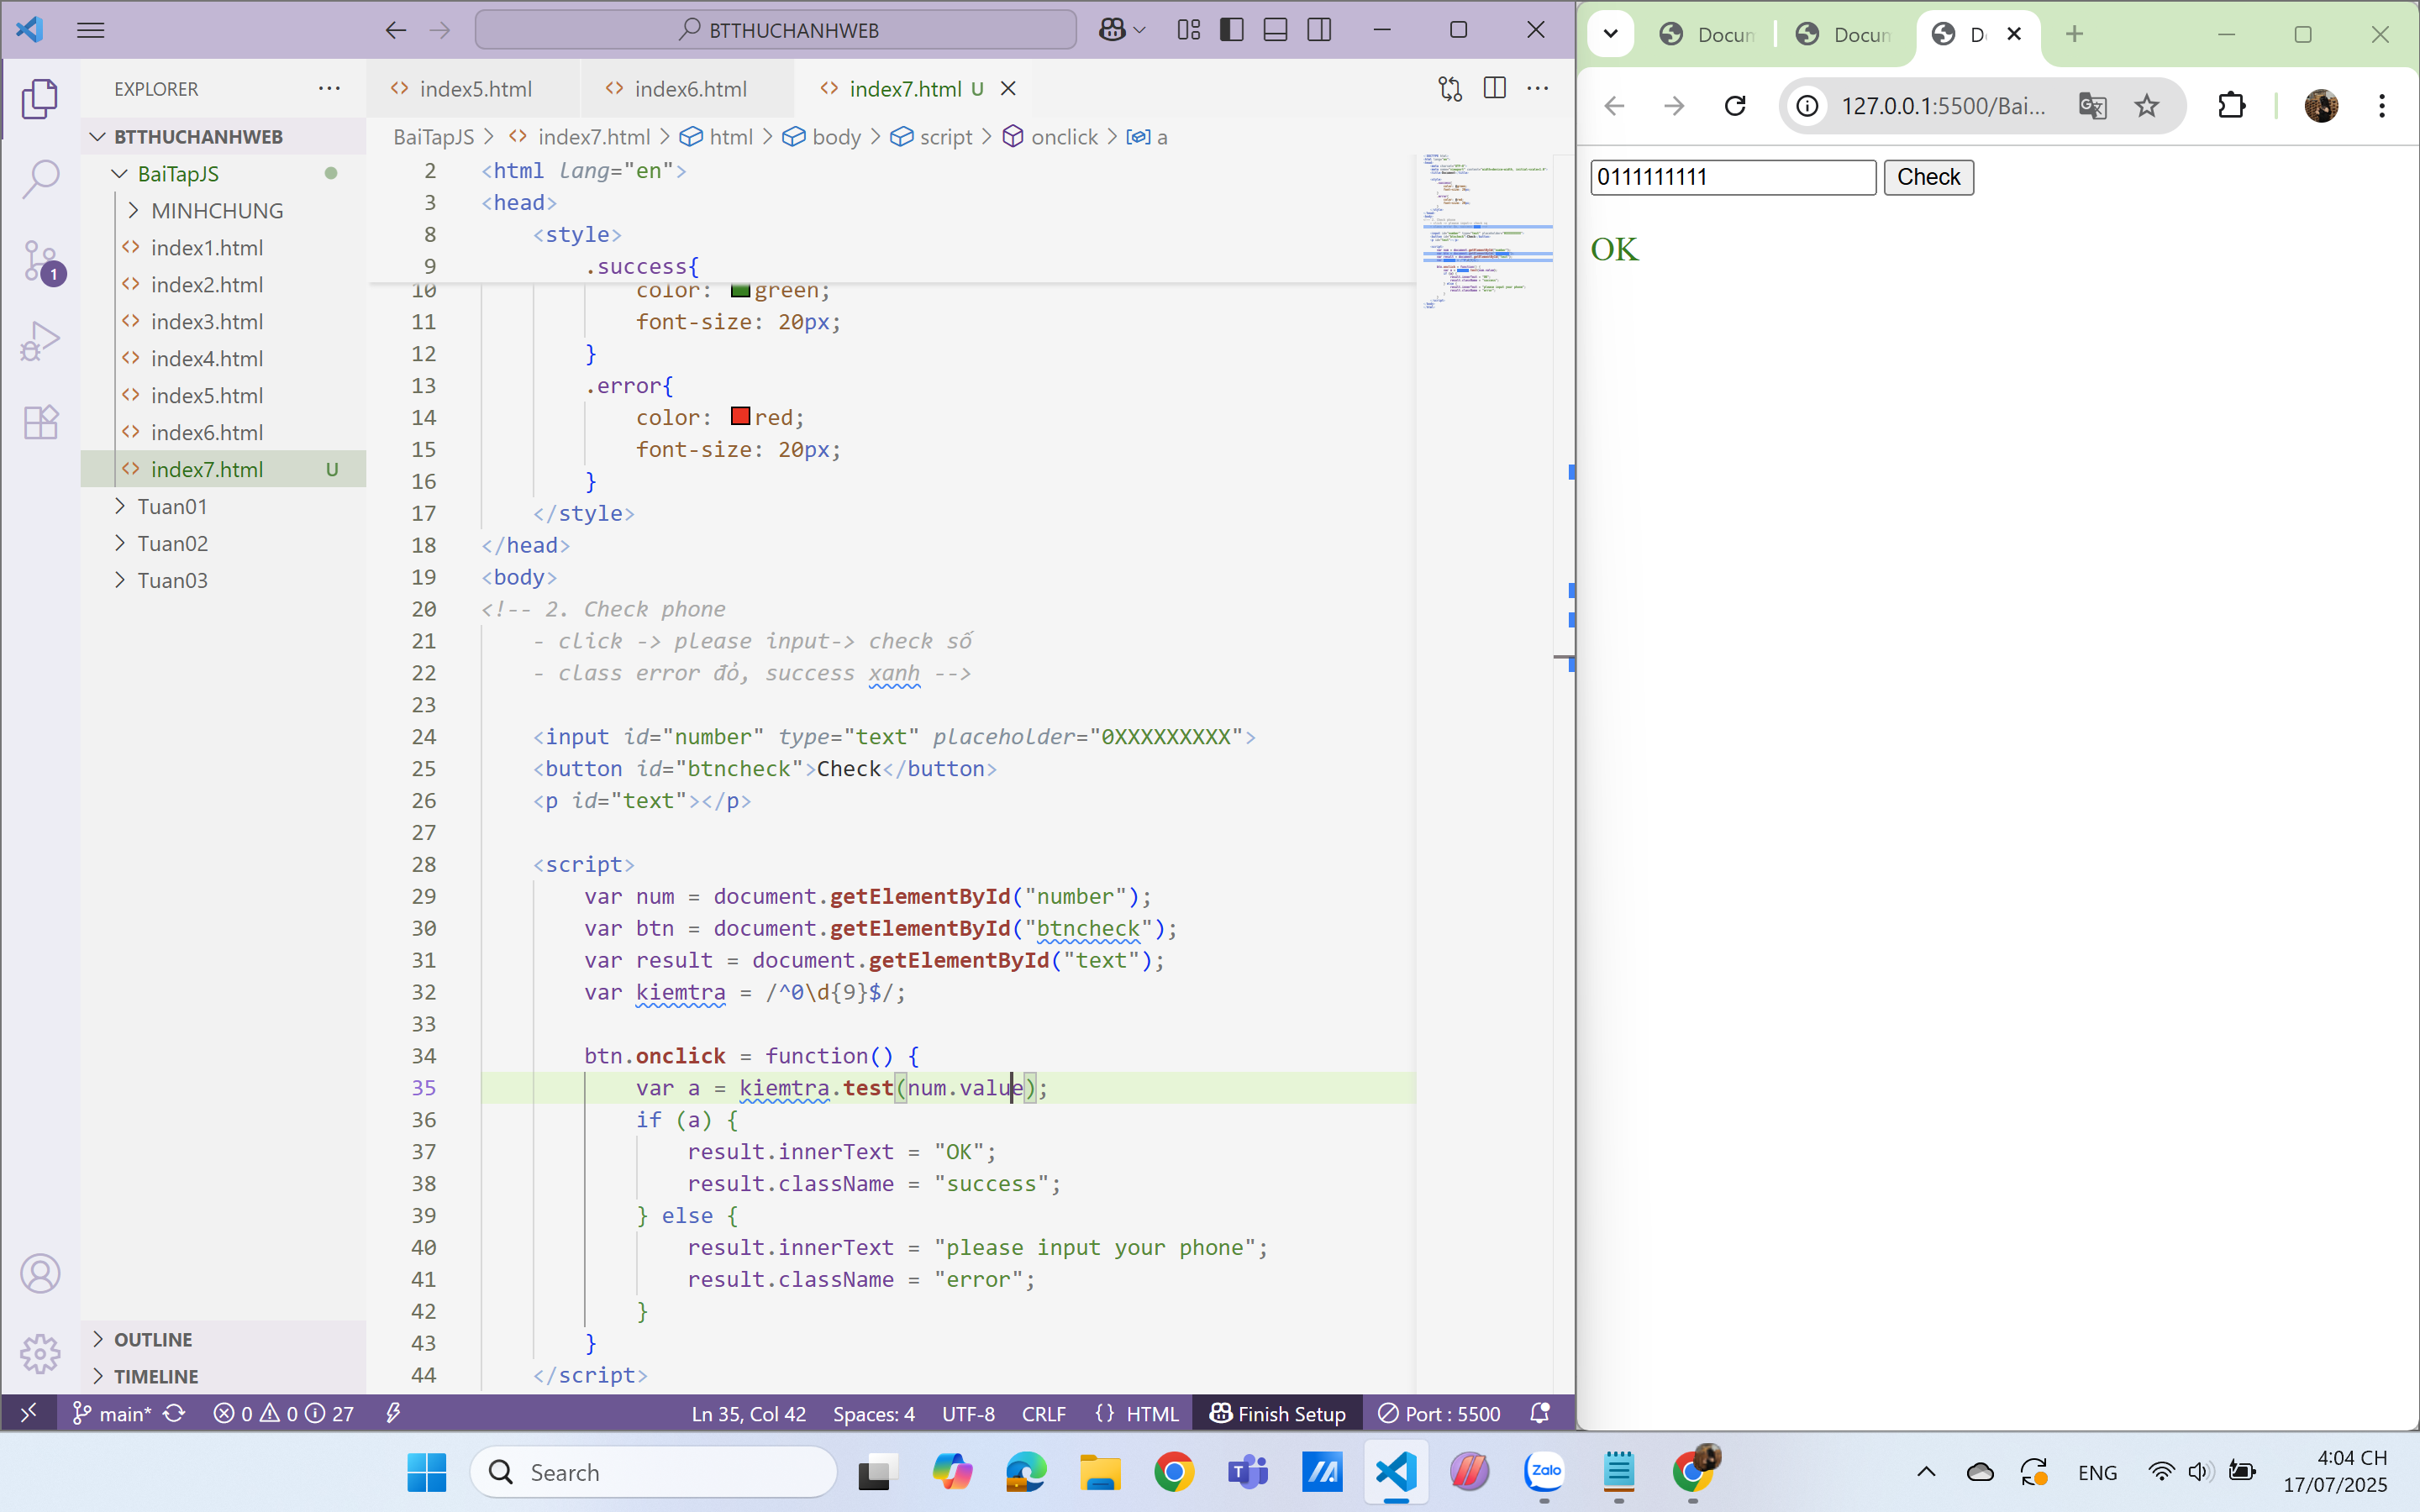 BTTHUCHANHWEB
EXPLORER
BTTHUCHANHWEB
BaiTapJS
MINHCHUNG
index1.html
index2.html
index3.html
index4.html
index5.html
index6.html
index7.html U
Tuan01
Tuan02
Tuan03
OUTLINE
TIMELINE
1
index5.html index6.html index7.html U
BaiTapJS > index7.html > html > body > script > onclick > a
2 <html lang="en">
3 <head>
8 <style>
9 .success{
10 color: green;
11 font-size: 20px;
12 }
13 .error{
14 color: red;
15 font-size: 20px;
16 }
17 </style>
18 </head>
19 <body>
20 <!-- 2. Check phone
21 - click -> please input-> check số
22 - class error đỏ, success xanh -->
23
24 <input id="number" type="text" placeholder="0XXXXXXXXX">
25 <button id="btncheck">Check</button>
26 <p id="text"></p>
27
28 <script>
29 var num = document.getElementById("number");
30 var btn = document.getElementById("btncheck");
31 var result = document.getElementById("text");
32 var kiemtra = /^0\d{9}$/;
33
34 btn.onclick = function() {
35 var a = kiemtra.test(num.value);
36 if (a) {
37 result.innerText = "OK";
38 result.className = "success";
39 } else {
40 result.innerText = "please input your phone";
41 result.className = "error";
42 }
43 }
44 </script>
main* 0 0 27 Ln 35, Col 42 Spaces: 4 UTF-8 CRLF {} HTML Finish Setup Port : 5500
Docum Docum D
127.0.0.1:5500/Bai...
0111111111 Check
OK
Search
Zalo
ENG
4:04 CH
17/07/2025